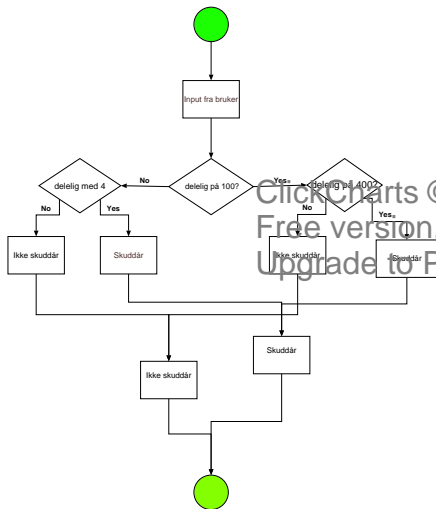 Input fra bruker
delelig med 4
No
delelig på 100?
Yes=
delelig på 400?
No
Yes
No
Yes=
Ikke skuddår
Skuddår
Ikke skuddår
Skuddår
ClickCharts ©
Free version.
Upgrade to P
Ikke skuddår
Skuddår